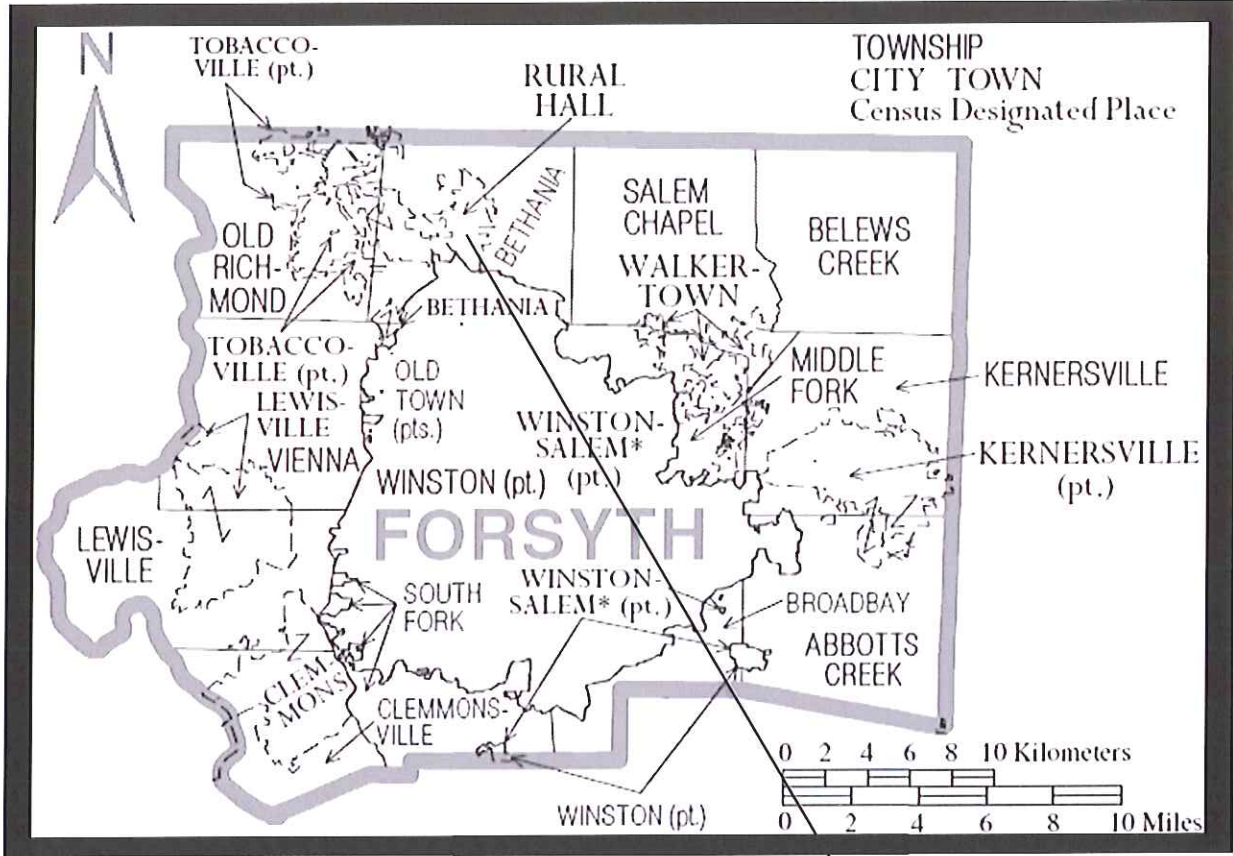 N
TOBACCO-
VILLE (pt.)
RURAL
HALL
TOWNSHIP
CITY TOWN
Census Designated Place
BETHANIA
SALEM
CHAPEL
BELEWS
CREEK
OLD
RICH-
MOND
WALKER-
TOWN
BETHANIA
TOBACCO-
VILLE (pt.)
MIDDLE
FORK
KERNERSVILLE
OLD
TOWN
(pts.)
LEWIS-
VILLE
VIENNA
WINSTON-
SALEM*
(pt.)
KERNERSVILLE
(pt.)
WINSTON (pt.)
FORSYTH
LEWIS-
VILLE
SOUTH
FORK
WINSTON-
SALEM* (pt.)
BROADBAY
ABBOTTS
CREEK
CLEM-
MONS
CLEMMONS-
VILLE
WINSTON (pt.)
0 2 4 6 8 10 Kilometers
0 2 4 6 8 10 Miles